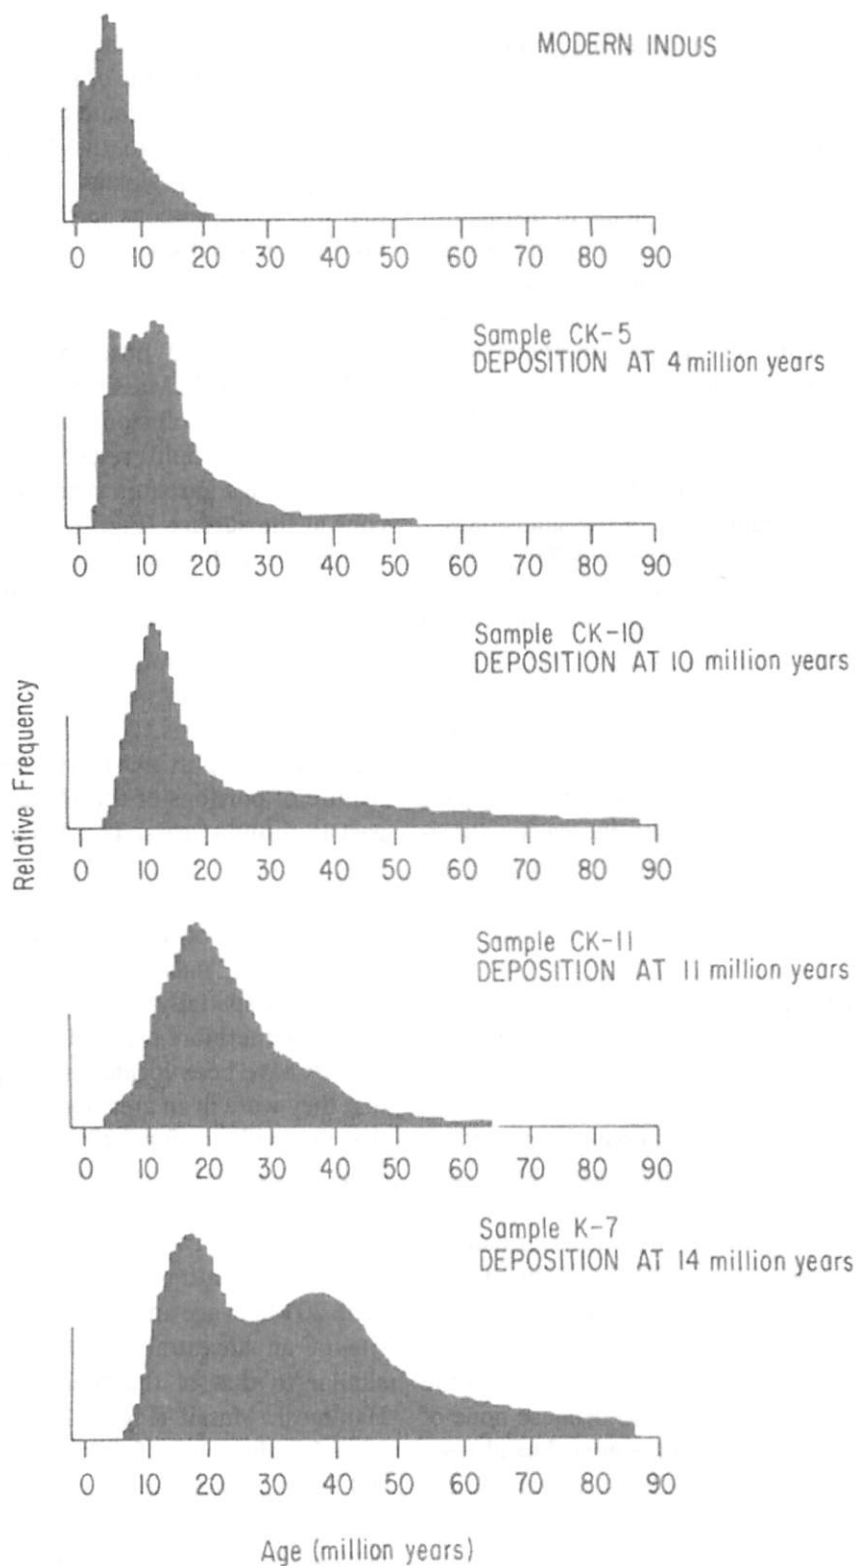 MODERN INDUS
0 10 20 30 40 50 60 70 80 90
Sample CK-5
DEPOSITION AT 4 million years
0 10 20 30 40 50 60 70 80 90
Sample CK-10
DEPOSITION AT 10 million years
0 10 20 30 40 50 60 70 80 90
Relative Frequency
Sample CK-11
DEPOSITION AT 11 million years
0 10 20 30 40 50 60 70 80 90
Sample K-7
DEPOSITION AT 14 million years
0 10 20 30 40 50 60 70 80 90
Age (million years)